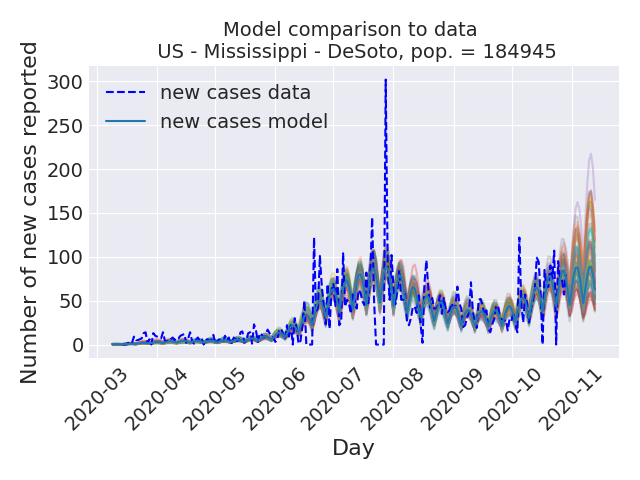 Model comparison to data
US - Mississippi - DeSoto, pop. = 184945
Number of new cases reported
300
250
200
150
100
50
0
new cases data
new cases model
2020-03
2020-04
2020-05
2020-06
2020-07
2020-08
2020-09
2020-10
2020-11
Day